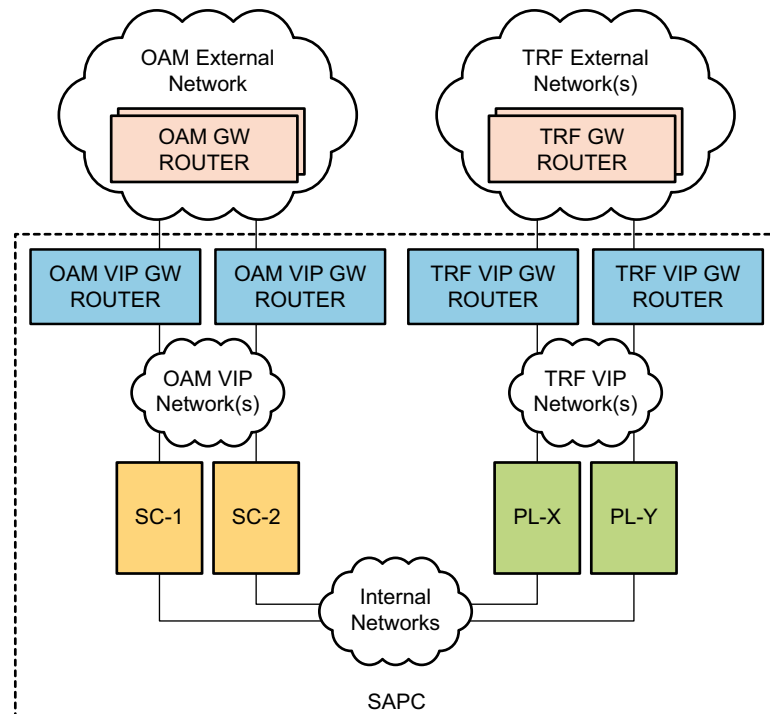 OAM External
Network
OAM GW
ROUTER
TRF External
Network(s)
TRF GW
ROUTER
OAM VIP GW
ROUTER
OAM VIP GW
ROUTER
TRF VIP GW
ROUTER
TRF VIP GW
ROUTER
OAM VIP
Network(s)
TRF VIP
Network(s)
SC-1
SC-2
PL-X
PL-Y
Internal
Networks
SAPC